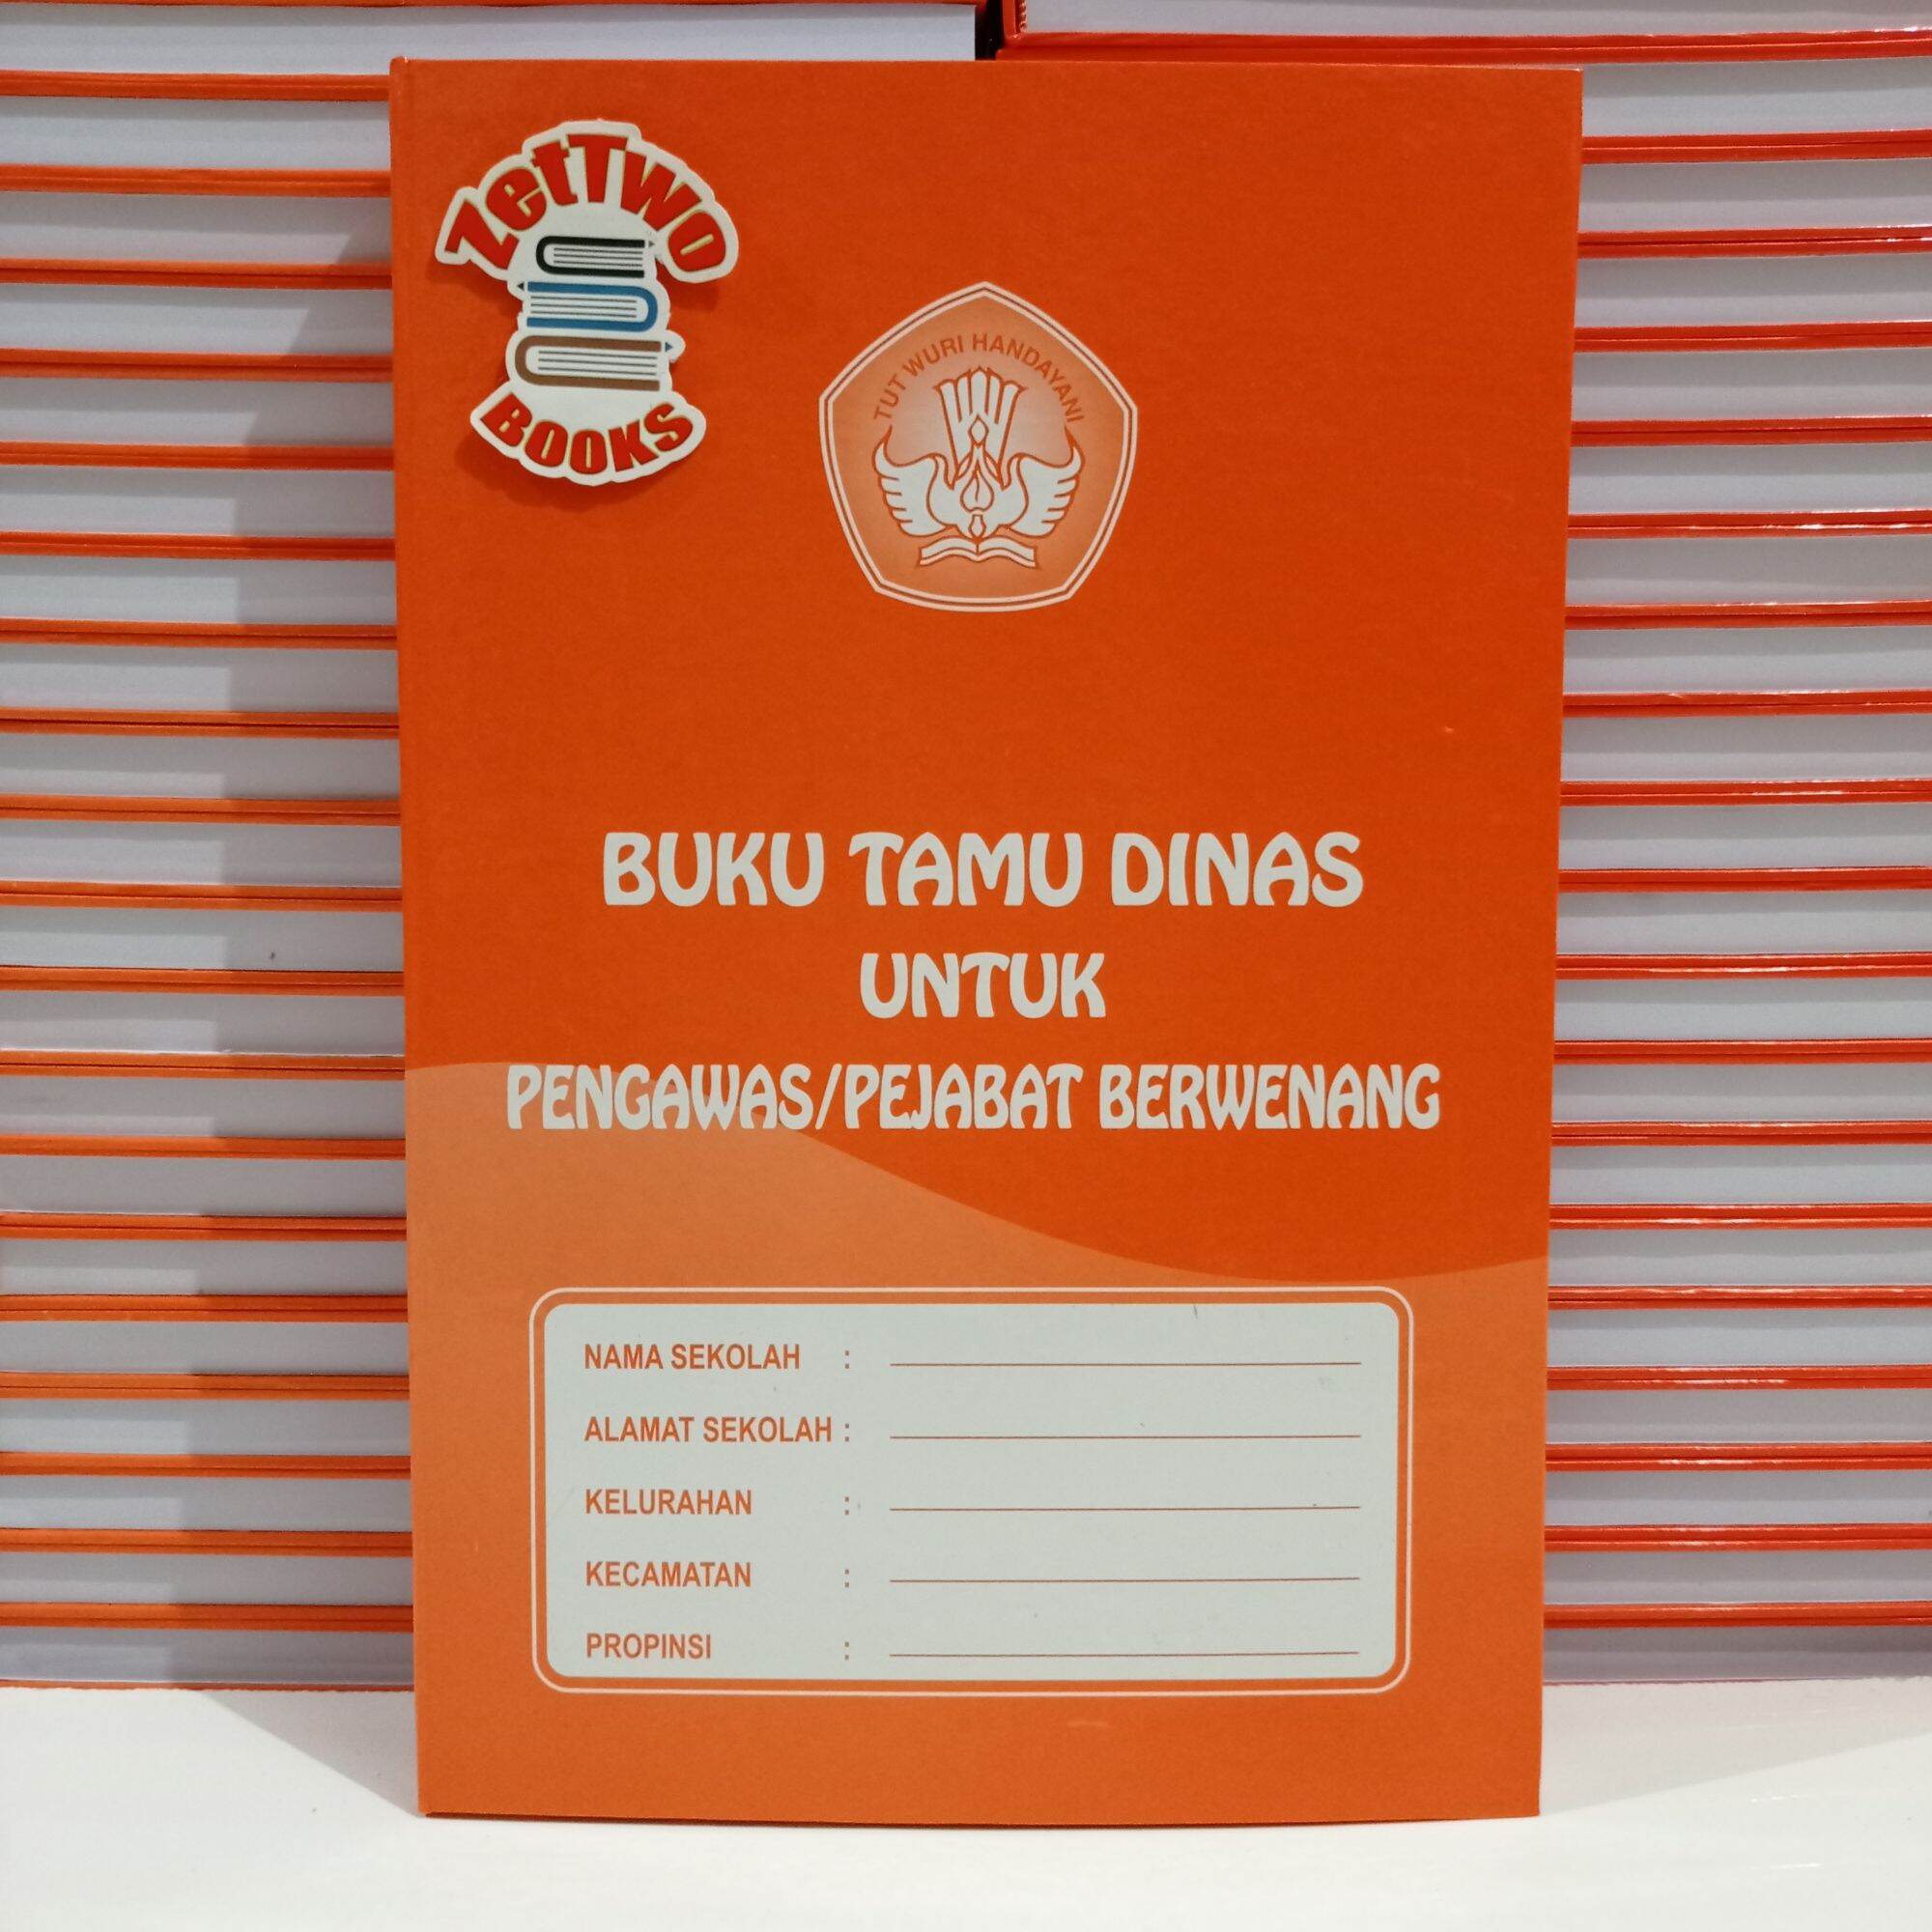 ZetTwo
BOOKS
TUT WURI HANDAYANI
BUKU TAMU DINAS
UNTUK
PENGAWAS/PEJABAT BERWENANG
NAMA SEKOLAH :
ALAMAT SEKOLAH :
KELURAHAN :
KECAMATAN :
PROPINSI :